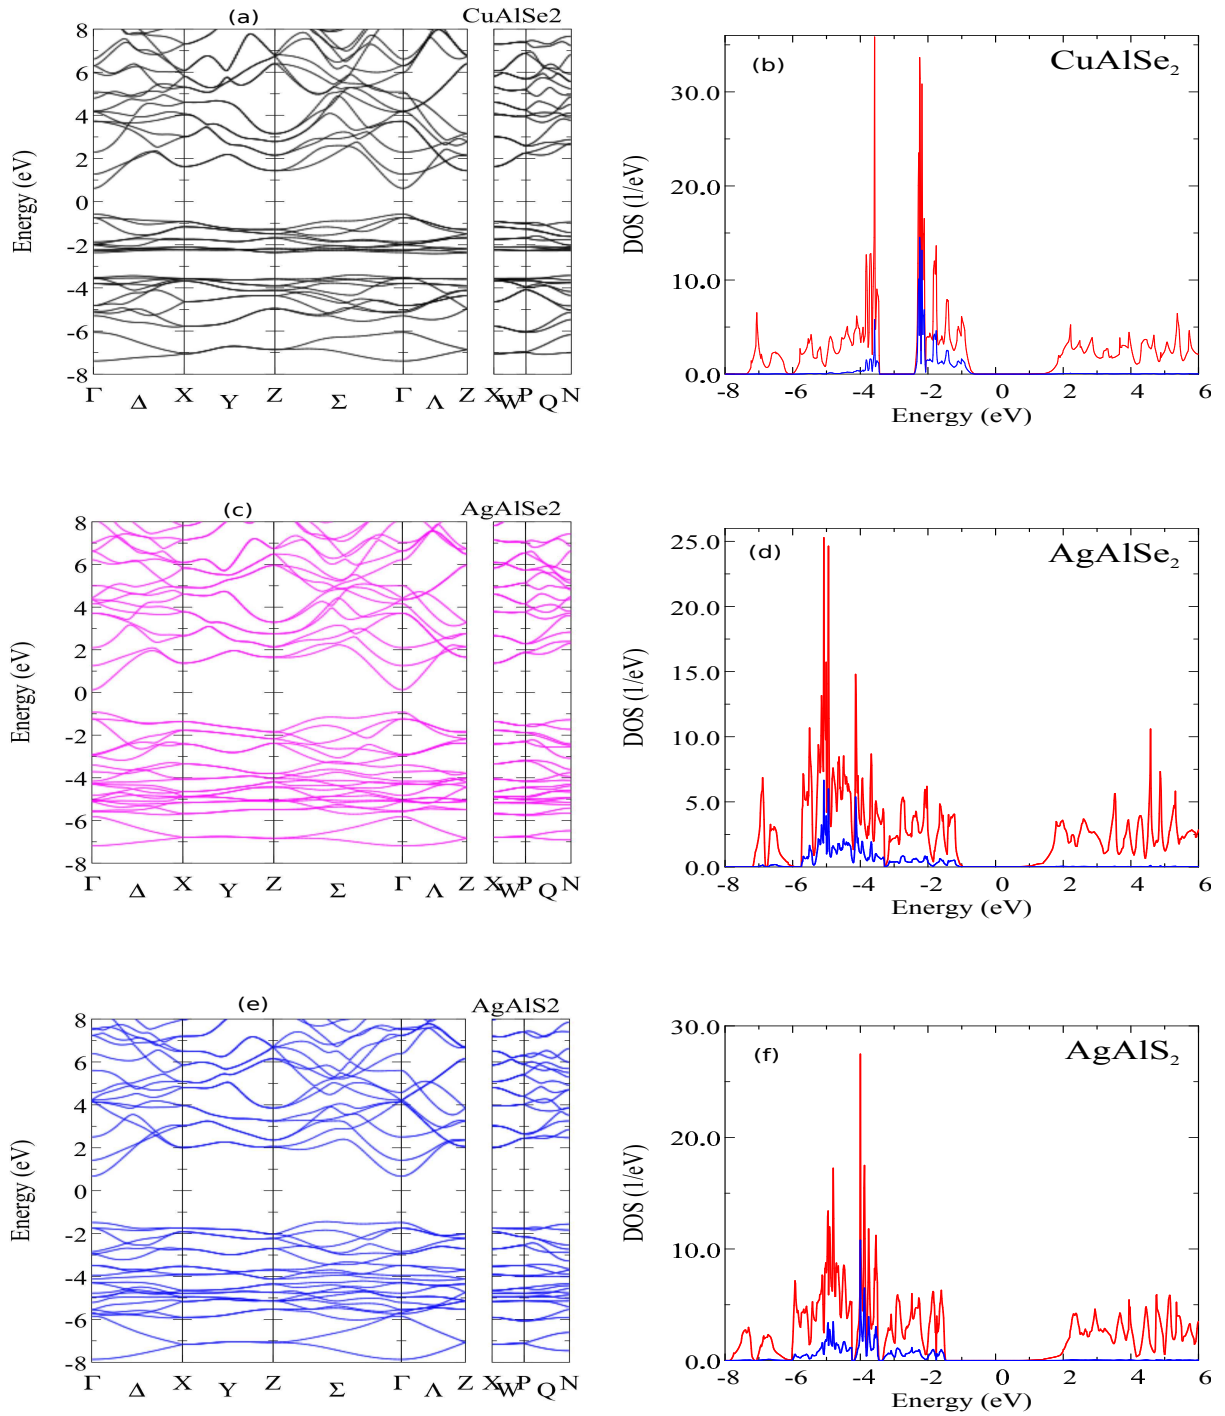 (a) CuAlSe2
8
6
4
2
0
-2
-4
-6
-8
Energy (eV)
Γ Δ X Y Z Σ Γ Λ Z X W P Q N
(b) CuAlSe₂
30.0
20.0
10.0
0.0
DOS (1/eV)
-8 -6 -4 -2 0 2 4 6
Energy (eV)
(c) AgAlSe2
8
6
4
2
0
-2
-4
-6
-8
Energy (eV)
Γ Δ X Y Z Σ Γ Λ Z X W P Q N
(d) AgAlSe₂
25.0
20.0
15.0
10.0
5.0
0.0
DOS (1/eV)
-8 -6 -4 -2 0 2 4 6
Energy (eV)
(e) AgAlS2
8
6
4
2
0
-2
-4
-6
-8
Energy (eV)
Γ Δ X Y Z Σ Γ Λ Z X W P Q N
(f) AgAlS₂
30.0
20.0
10.0
0.0
DOS (1/eV)
-8 -6 -4 -2 0 2 4 6
Energy (eV)